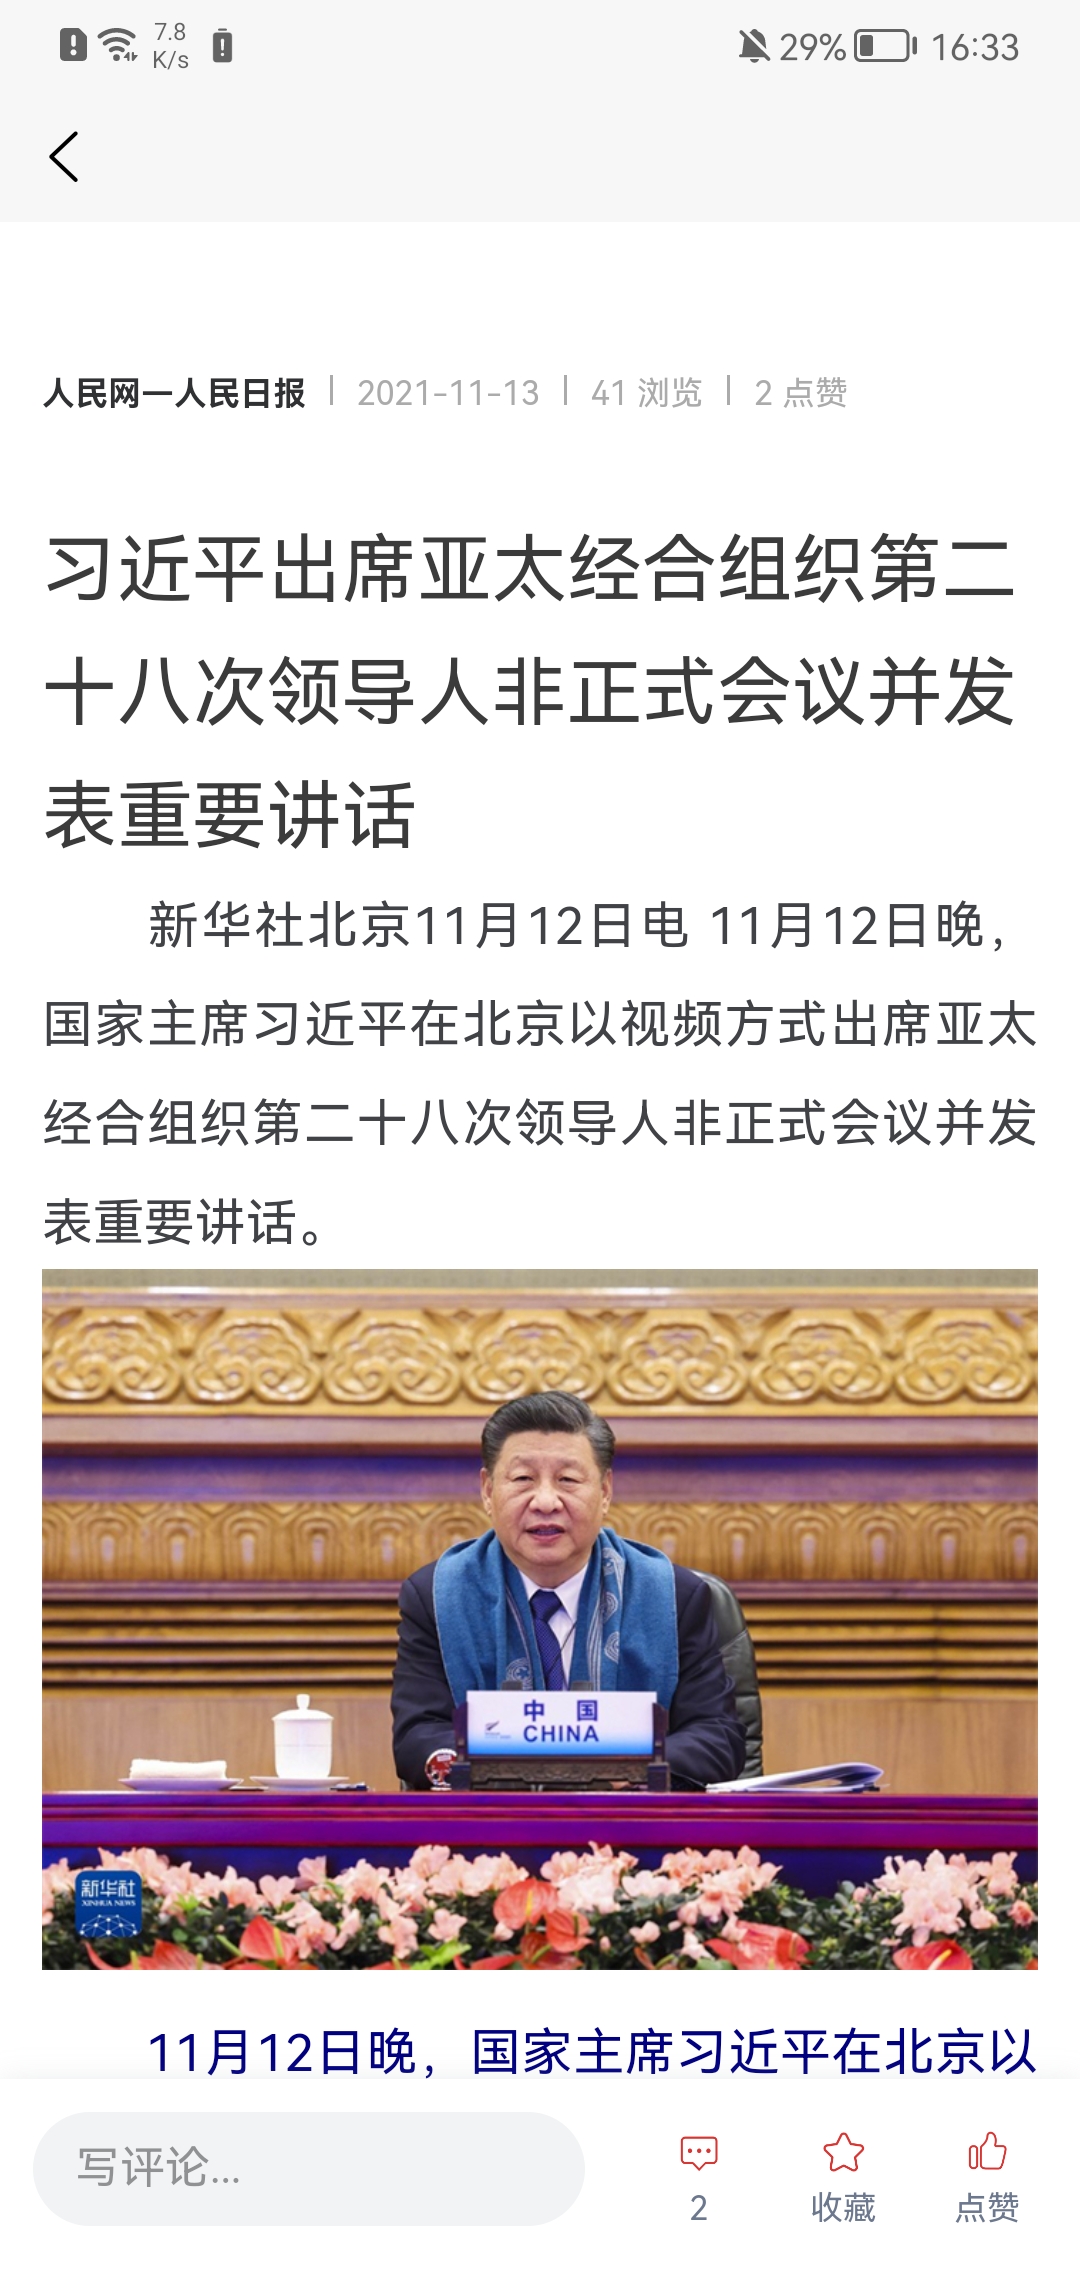 7.8
K/s
29%
16:33
人民网一人民日报 | 2021-11-13 | 41 浏览 | 2 点赞
习近平出席亚太经合组织第二
十八次领导人非正式会议并发
表重要讲话
新华社北京11月12日电 11月12日晚，
国家主席习近平在北京以视频方式出席亚太
经合组织第二十八次领导人非正式会议并发
表重要讲话。
中 国
CHINA
新华社
XINHUA NEWS
11月12日晚，国家主席习近平在北京以
写评论...
2
收藏
点赞